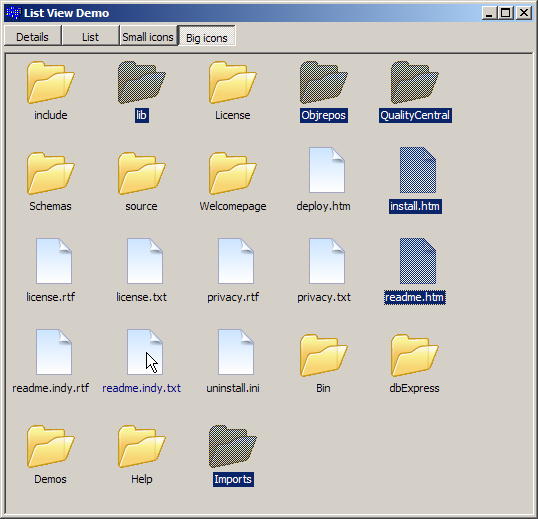 List View Demo
Details List Small icons Big icons
include lib License Objrepos QualityCentral
Schemas source Welcomepage deploy.htm install.htm
license.rtf license.txt privacy.rtf privacy.txt readme.htm
readme.indy.rtf readme.indy.txt uninstall.ini Bin dbExpress
Demos Help Imports